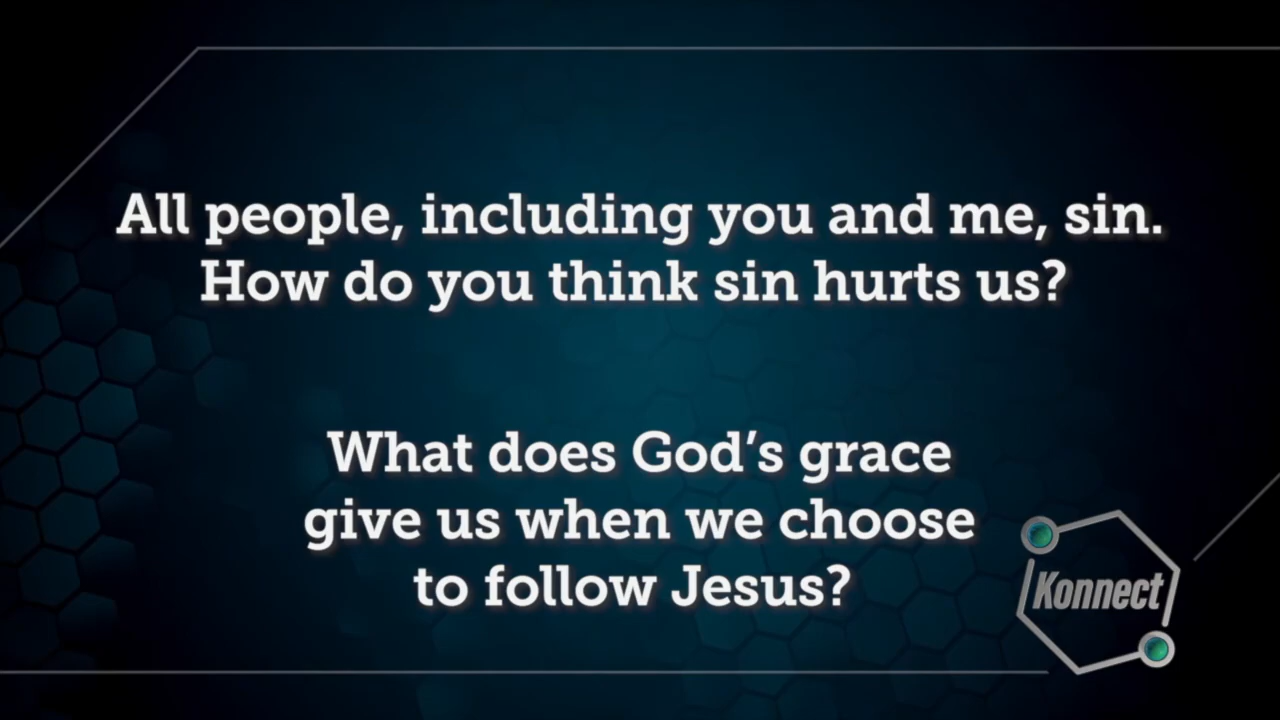 All people, including you and me, sin.
How do you think sin hurts us?
What does God’s grace
give us when we choose
to follow Jesus?
Konnect